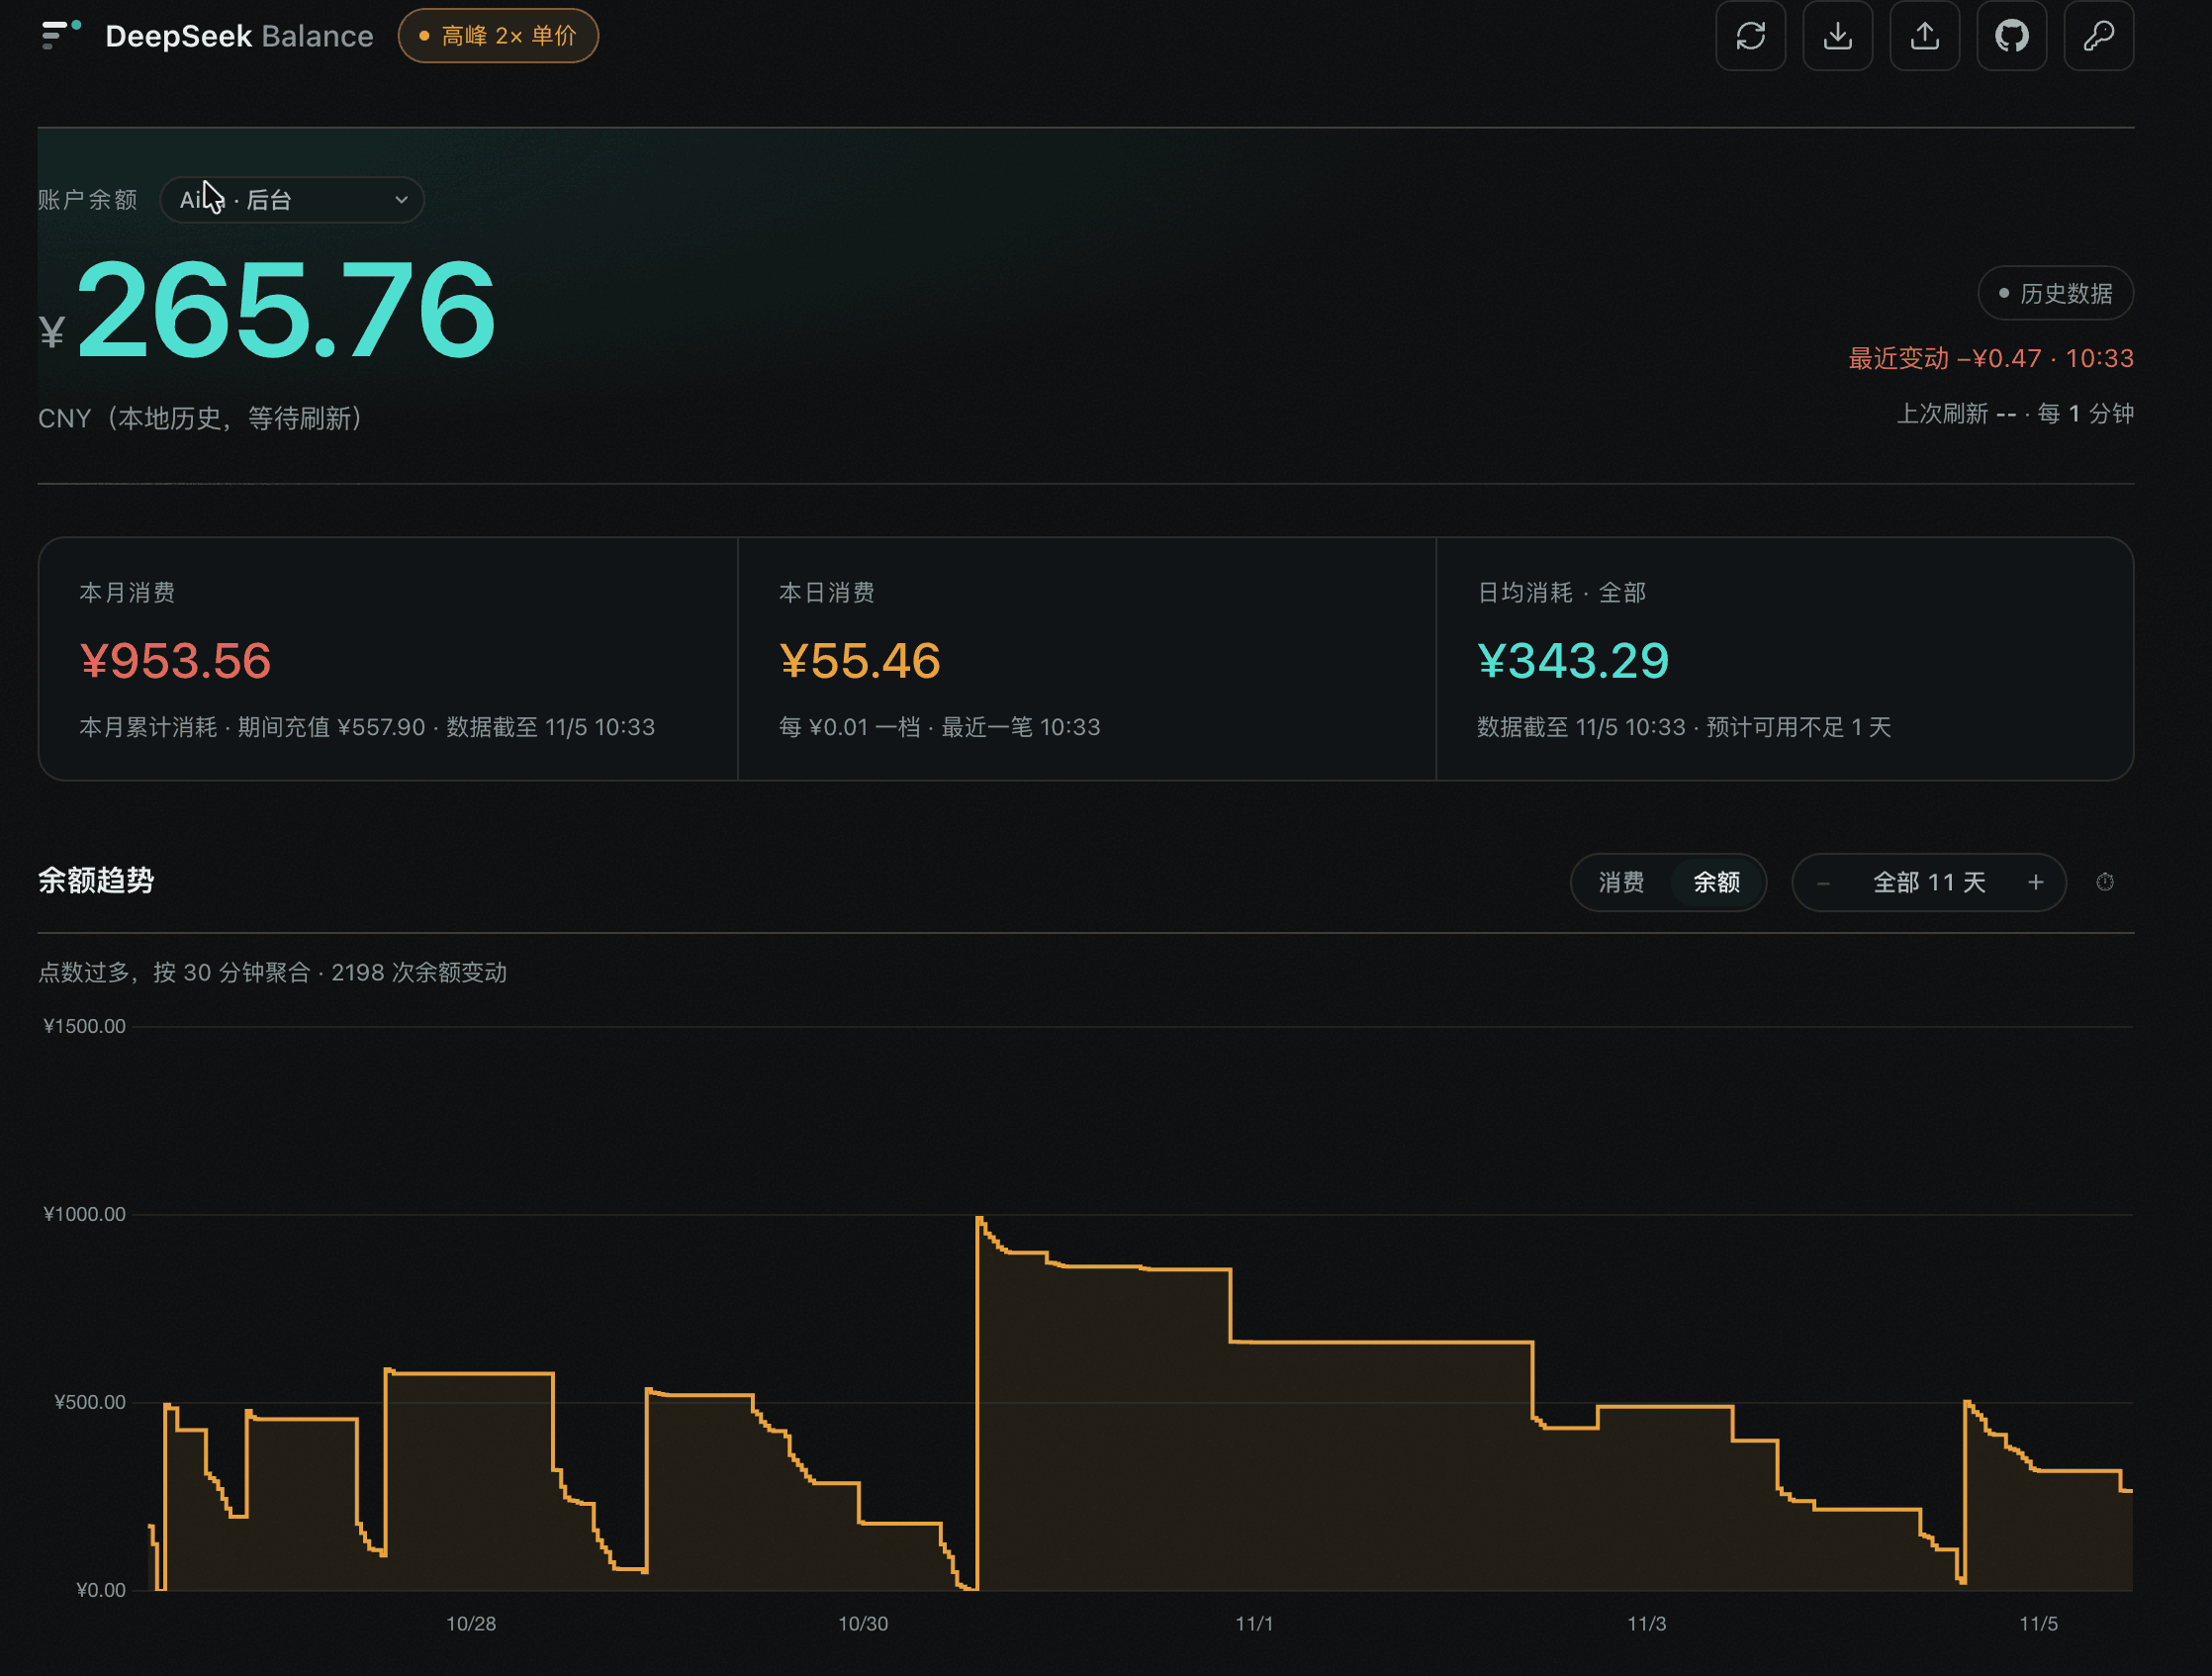 DeepSeek Balance
高峰 2× 单价
账户余额
· 后台
¥265.76
CNY（本地历史，等待刷新）
历史数据
最近变动 –¥0.47 · 10:33
上次刷新 -- · 每 1 分钟
本月消费
¥953.56
本月累计消耗 · 期间充值 ¥557.90 · 数据截至 11/5 10:33
本日消费
¥55.46
每 ¥0.01 一档 · 最近一笔 10:33
日均消耗 · 全部
¥343.29
数据截至 11/5 10:33 · 预计可用不足 1 天
余额趋势
消费
余额
− 全部 11 天 +
点数过多，按 30 分钟聚合 · 2198 次余额变动
¥1500.00
¥1000.00
¥500.00
¥0.00
10/28
10/30
11/1
11/3
11/5